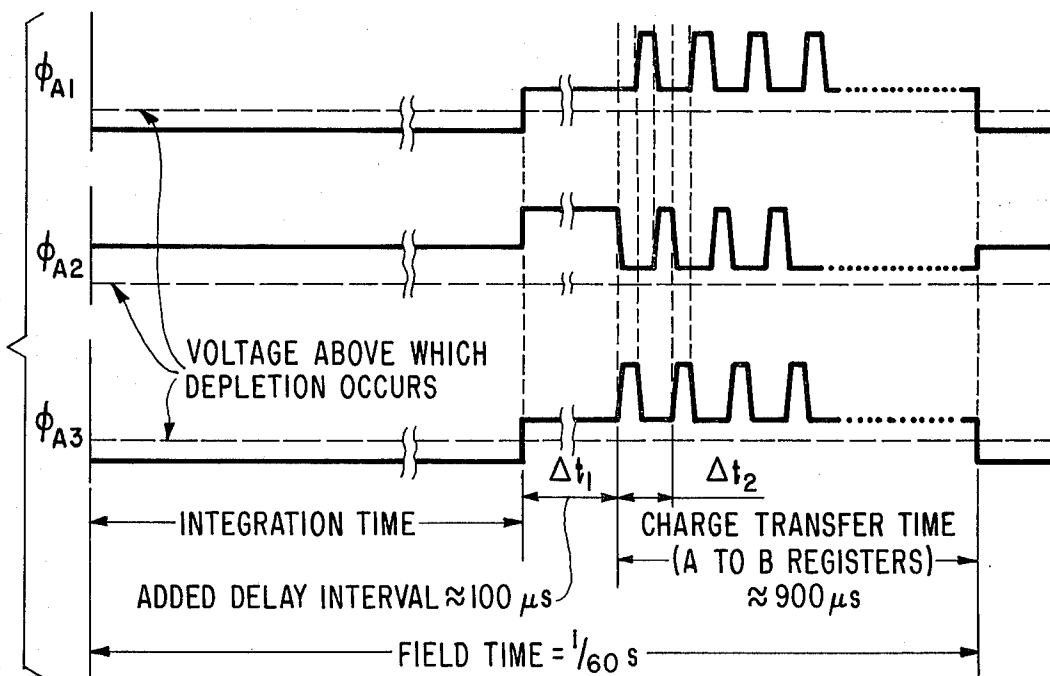 ϕA1
ϕA2
VOLTAGE ABOVE WHICH
DEPLETION OCCURS
ϕA3
Δt1
Δt2
INTEGRATION TIME
CHARGE TRANSFER TIME
(A TO B REGISTERS)
≈900 μs
ADDED DELAY INTERVAL ≈100 μs
FIELD TIME = 1/60 s